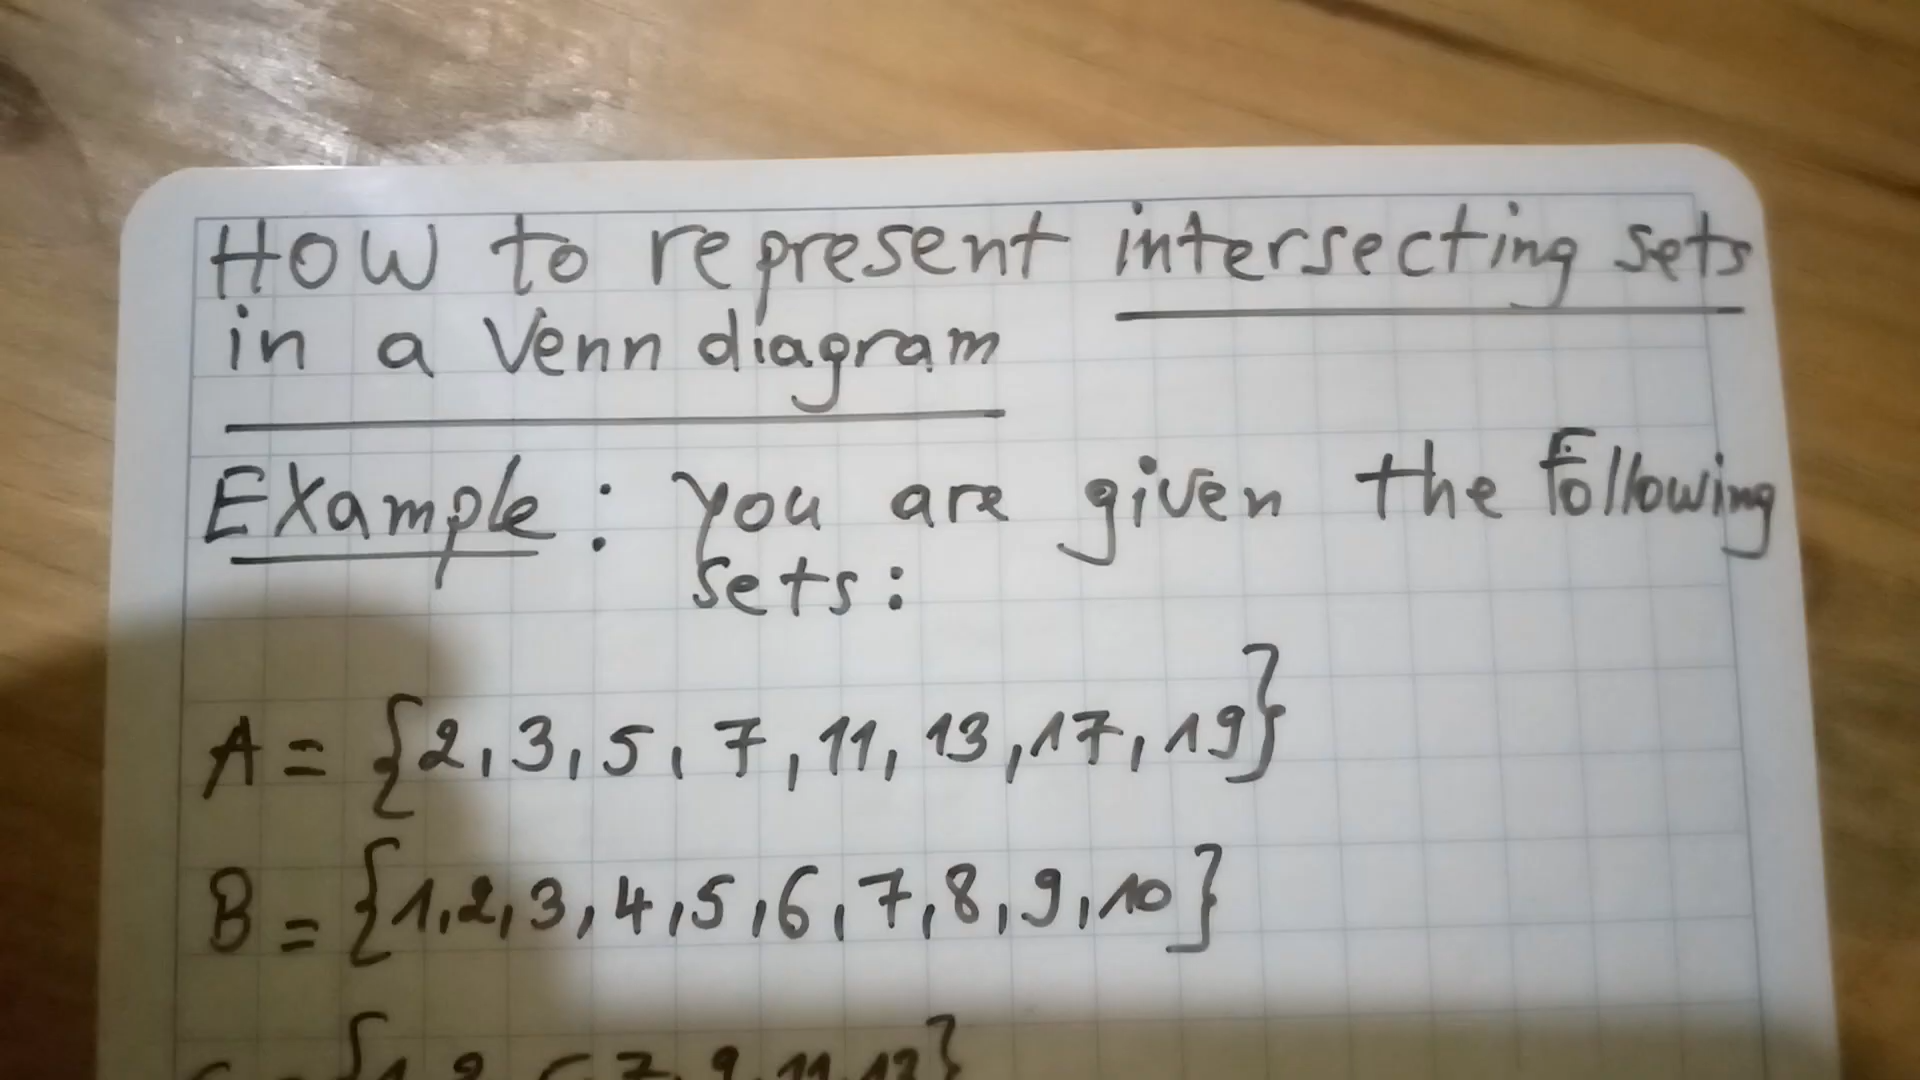 HOW to represent intersecting sets
in a Venn diagram
Example: you are given the following
sets:
A = {2, 3, 5, 7, 11, 13, 17, 19}
B = {1, 2, 3, 4, 5, 6, 7, 8, 9, 10}